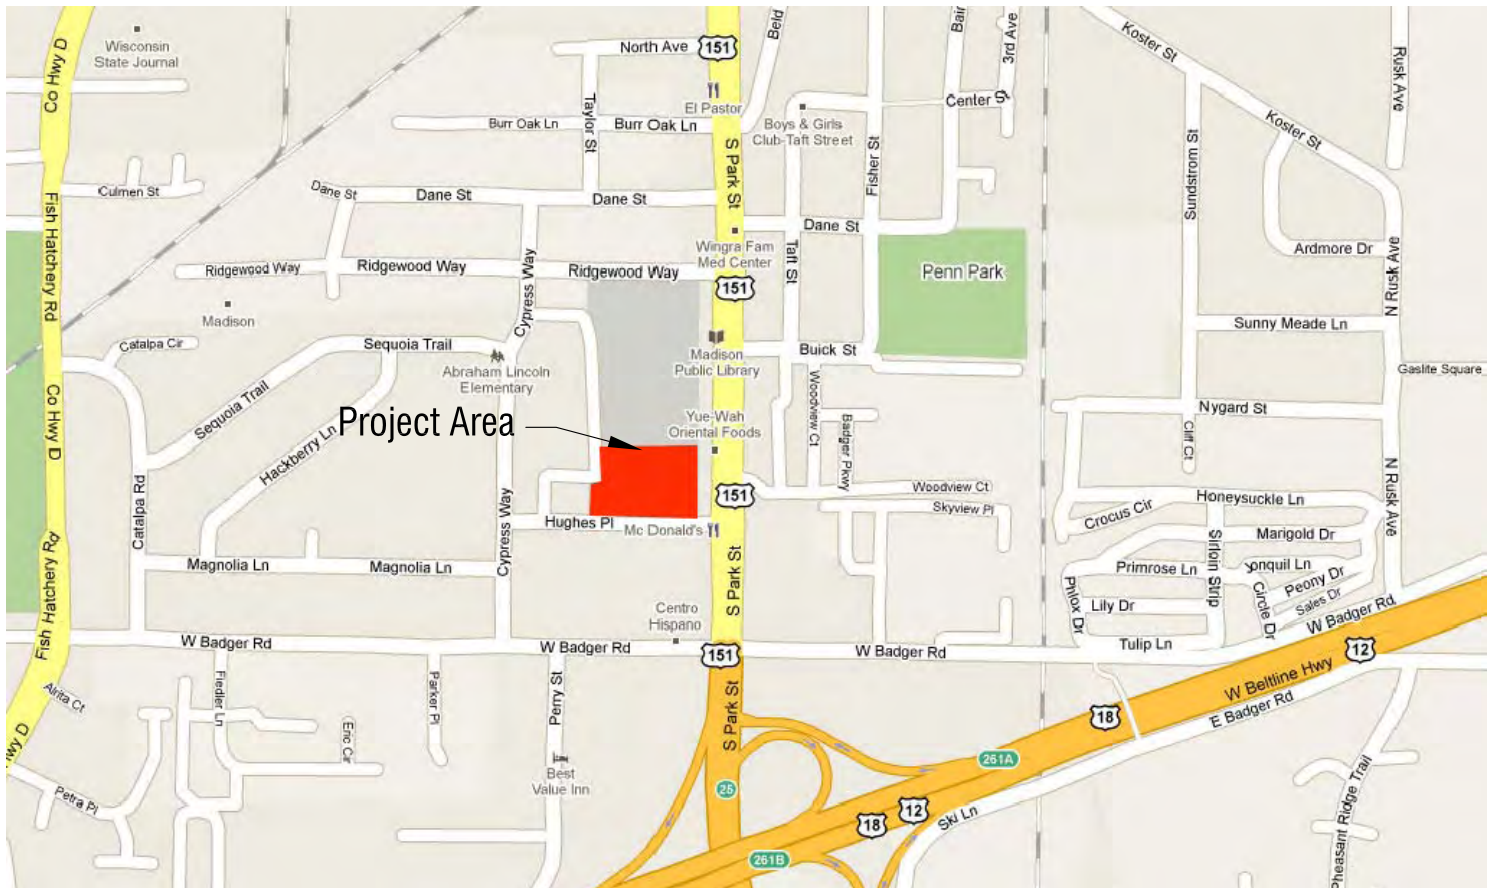 Co Hwy D
Wisconsin
State Journal
North Ave
151
Beld
Bair
3rd Ave
Koster St
Rusk Ave
El Pastor
Taylor St
Burr Oak Ln
Burr Oak Ln
Boys & Girls
Club-Taft Street
Center St
Koster St
S Park St
Fisher St
Sundstrom St
Culmen St
Dane St
Dane St
Dane St
Dane St
Fish Hatchery Rd
Wingra Fam
Med Center
Taft St
Penn Park
Ardmore Dr
N Rusk Ave
Ridgewood Way
Ridgewood Way
Ridgewood Way
Cypress Way
151
Madison
Sunny Meade Ln
Catalpa Cir
Sequoia Trail
Abraham Lincoln
Elementary
Madison
Public Library
Buick St
Gaslite Square
Co Hwy D
Sequoia Trail
Hackberry Ln
Project Area
Yue-Wah
Oriental Foods
Woodview Ct
Badger Pkwy
Nygard St
Cliff Ct
Catalpa Rd
Cypress Way
151
Woodview Ct
Skyview Pl
Honeysuckle Ln
Crocus Cir
N Rusk Ave
Hughes Pl
Mc Donald's
Marigold Dr
Fish Hatchery Rd
Magnolia Ln
Magnolia Ln
S Park St
Primrose Ln
Sirloin Strip
onquil Ln
Peony Dr
Phlox Dr
Lily Dr
Circle Dr
Sales Dr
Centro
Hispano
W Badger Rd
W Badger Rd
W Badger Rd
151
W Badger Rd
Tulip Ln
12
Alrita Ct
Fiedler Ln
Parker Pl
Perry St
S Park St
W Beltline Hwy
E Badger Rd
18
Eric Cir
wy D
Best
Value Inn
261A
25
Petra Pl
18
12
Ski Ln
Pheasant Ridge Trail
261B